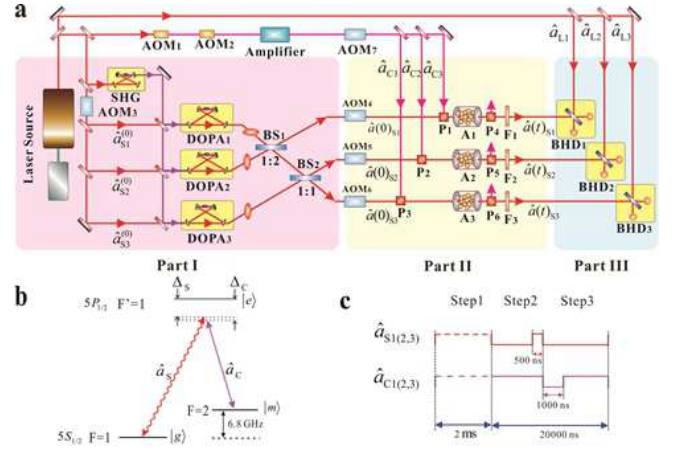 a
AOM₁ AOM₂ Amplifier AOM₇
â_L1 â_L2 â_L3
â_C1 â_C2 â_C3
SHG
AOM₃
Laser Source
DOPA₁
DOPA₂
DOPA₃
â_S1^(0)
â_S2^(0)
â_S3^(0)
BS₁
1:2
BS₂
1:1
AOM₄
AOM₅
AOM₆
â(0)_S1
â(0)_S2
â(0)_S3
P1 A1 P4 F1
P2 A2 P5 F2
P3 A3 P6 F3
â(t)_S1
â(t)_S2
â(t)_S3
BHD₁
BHD₂
BHD₃
Part I Part II Part III
b
Δ_S Δ_C
5P₁/₂ F'=1 |e⟩
â_S â_C
F=2 |m⟩
6.8 GHz
5S₁/₂ F=1 |g⟩
c
Step1 Step2 Step3
â_S1(2,3)
500 ns
â_C1(2,3)
1000 ns
2 ms 20000 ns